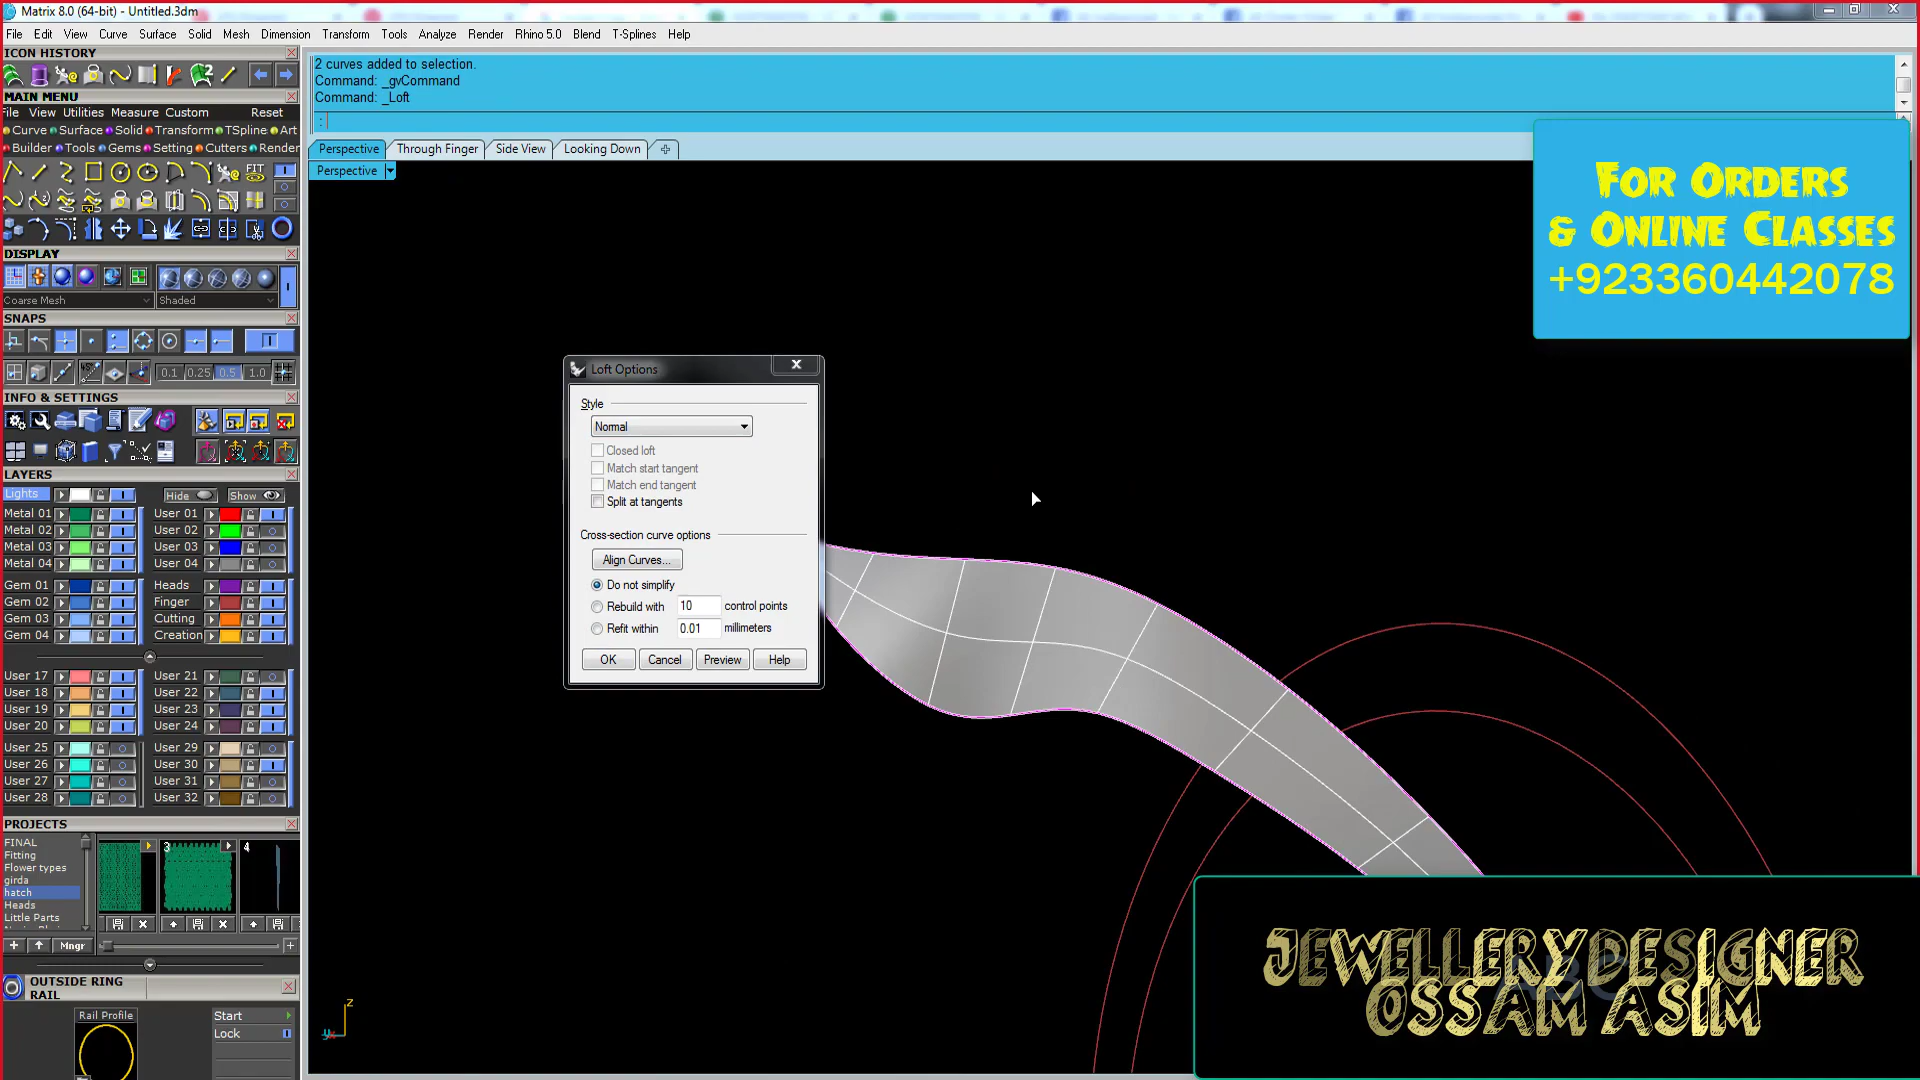 Matrix 8.0 (64-bit) - Untitled.3dm
File Edit View Curve Surface Solid Mesh Dimension Transform Tools Analyze Render Rhino 5.0 Blend T-Splines Help
ICON HISTORY
2 curves added to selection.
Command: _gvCommand
Command: _Loft
:
MAIN MENU
File View Utilities Measure Custom Reset
Curve Surface Solid Transform TSpline Art
Builder Tools Gems Setting Cutters Render
FIT
Perspective Through Finger Side View Looking Down
Perspective
For Orders
& Online Classes
+923360442078
DISPLAY
Coarse Mesh Shaded
SNAPS
0.1 0.25 0.5 1.0
INFO & SETTINGS
LAYERS
Lights Hide Show
Metal 01 User 01
Metal 02 User 02
Metal 03 User 03
Metal 04 User 04
Gem 01 Heads
Gem 02 Finger
Gem 03 Cutting
Gem 04 Creation
User 17 User 21
User 18 User 22
User 19 User 23
User 20 User 24
User 25 User 29
User 26 User 30
User 27 User 31
User 28 User 32
Loft Options
Style
Normal
Closed loft
Match start tangent
Match end tangent
Split at tangents
Cross-section curve options
Align Curves...
Do not simplify
Rebuild with 10 control points
Refit within 0.01 millimeters
OK Cancel Preview Help
PROJECTS
FINAL
Fitting
Flower types
girda
hatch
Heads
Little Parts
3 4
Mngr
OUTSIDE RING
RAIL
Rail Profile
Start
Lock
z
Jewellery Designer
Ossam Asim